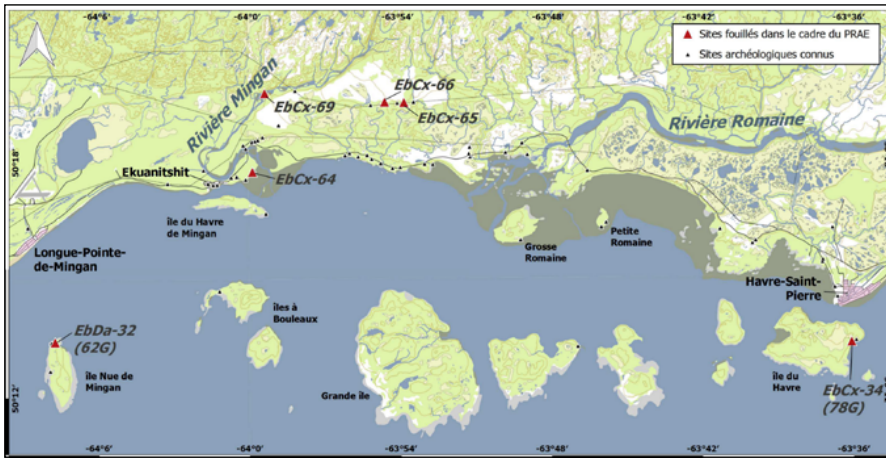 -64°6'
-64°0'
-63°54'
-63°48'
-63°42'
-63°36'
Sites fouillés dans le cadre du PRAE
Sites archéologiques connus
Rivière Mingan
EbCx-69
EbCx-66
EbCx-65
Rivière Romaine
50°18'
50°18'
Ekuanitshit
EbCx-64
île du Havre
de Mingan
Longue-Pointe-
de-Mingan
Grosse
Romaine
Petite
Romaine
Havre-Saint-
Pierre
îles à
Bouleaux
EbDa-32
(62G)
île Nue de
Mingan
Grande île
île du
Havre
EbCx-34
(78G)
50°12'
50°12'
-64°6'
-64°0'
-63°54'
-63°48'
-63°42'
-63°36'